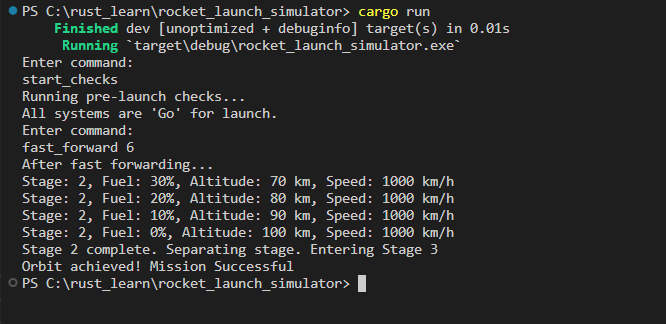 PS C:\rust_learn\rocket_launch_simulator> cargo run
Finished dev [unoptimized + debuginfo] target(s) in 0.01s
Running `target\debug\rocket_launch_simulator.exe`
Enter command:
start_checks
Running pre-launch checks...
All systems are 'Go' for launch.
Enter command:
fast_forward 6
After fast forwarding...
Stage: 2, Fuel: 30%, Altitude: 70 km, Speed: 1000 km/h
Stage: 2, Fuel: 20%, Altitude: 80 km, Speed: 1000 km/h
Stage: 2, Fuel: 10%, Altitude: 90 km, Speed: 1000 km/h
Stage: 2, Fuel: 0%, Altitude: 100 km, Speed: 1000 km/h
Stage 2 complete. Separating stage. Entering Stage 3
Orbit achieved! Mission Successful
PS C:\rust_learn\rocket_launch_simulator>